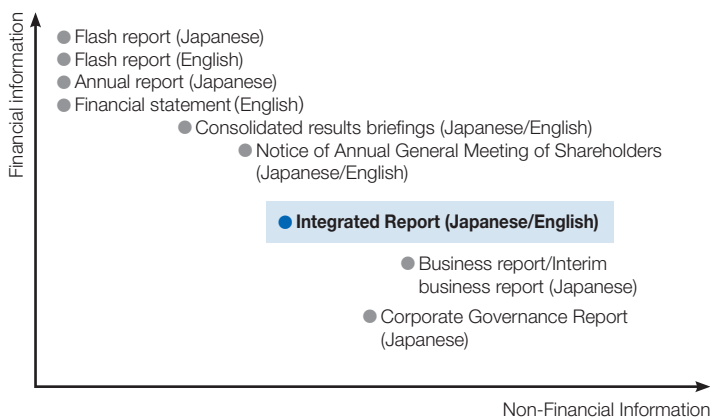 Financial information
Flash report (Japanese)
Flash report (English)
Annual report (Japanese)
Financial statement (English)
Consolidated results briefings (Japanese/English)
Notice of Annual General Meeting of Shareholders
(Japanese/English)
Integrated Report (Japanese/English)
Business report/Interim
business report (Japanese)
Corporate Governance Report
(Japanese)
Non-Financial Information